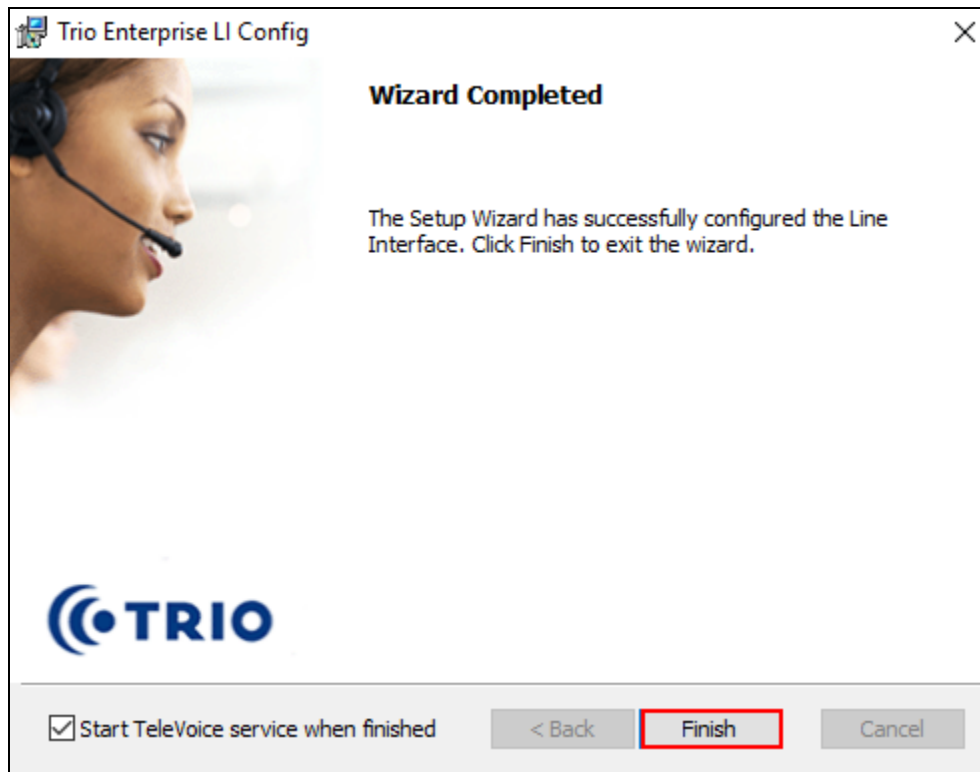 Trio Enterprise LI Config
Wizard Completed
The Setup Wizard has successfully configured the Line
Interface. Click Finish to exit the wizard.
TRIO
Start TeleVoice service when finished
< Back
Finish
Cancel